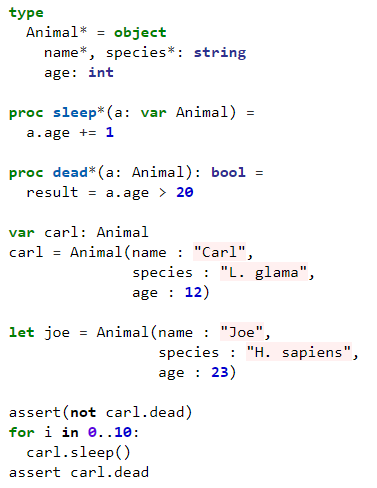 type
  Animal* = object
    name*, species*: string
    age: int

proc sleep*(a: var Animal) =
  a.age += 1

proc dead*(a: Animal): bool =
  result = a.age > 20

var carl: Animal
carl = Animal(name : "Carl",
              species : "L. glama",
              age : 12)

let joe = Animal(name : "Joe",
                 species : "H. sapiens",
                 age : 23)

assert(not carl.dead)
for i in 0..10:
  carl.sleep()
assert carl.dead